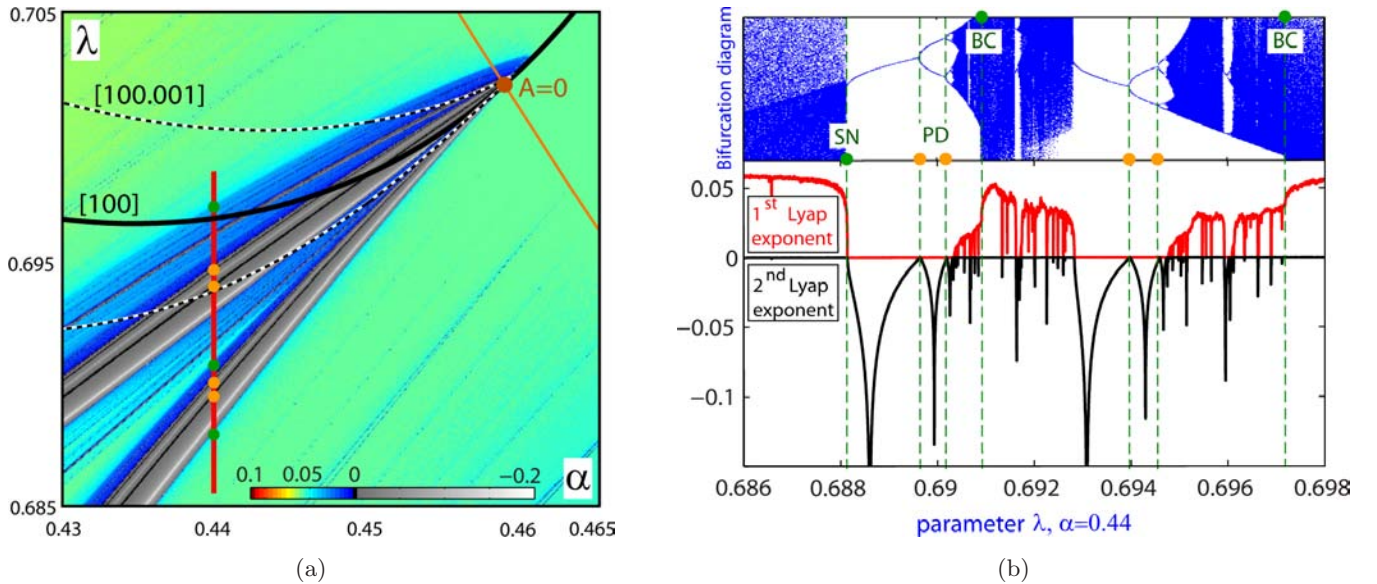 0.705
λ
[100.001]
A=0
[100]
0.695
0.1 0.05 0 −0.2
α
0.685
0.43 0.44 0.45 0.46 0.465
(a)
Bifurcation diagram
BC
BC
SN
PD
0.05
1st Lyap
exponent
0
2nd Lyap
exponent
−0.05
−0.1
0.686 0.688 0.69 0.692 0.694 0.696 0.698
parameter λ, α=0.44
(b)